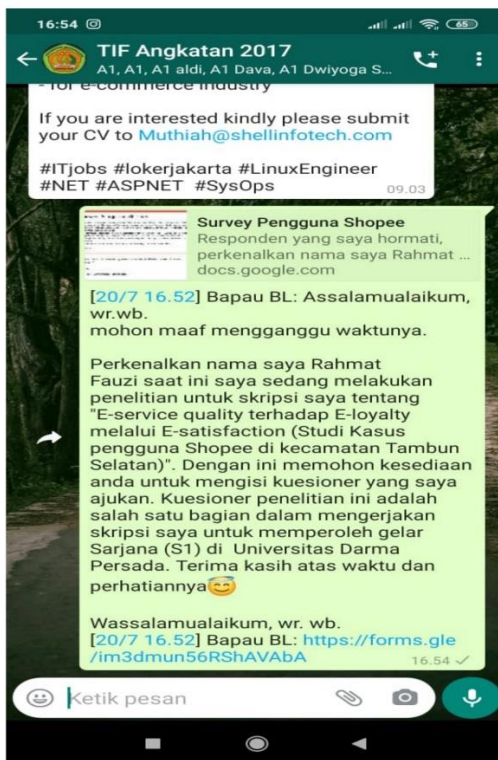 16:54
65
TIF Angkatan 2017
A1, A1, A1 aldi, A1 Dava, A1 Dwiyoga S...
- for e-commerce industry
If you are interested kindly please submit
your CV to Muthiah@shellinfotech.com
#ITjobs #lokerjakarta #LinuxEngineer
#NET #ASPNET #SysOps
09.03
Survey Pengguna Shopee
Responden yang saya hormati,
perkenalkan nama saya Rahmat ...
docs.google.com
[20/7 16.52] Bapau BL: Assalamualaikum,
wr.wb.
mohon maaf mengganggu waktunya.
Perkenalkan nama saya Rahmat
Fauzi saat ini saya sedang melakukan
penelitian untuk skripsi saya tentang
"E-service quality terhadap E-loyalty
melalui E-satisfaction (Studi Kasus
pengguna Shopee di kecamatan Tambun
Selatan)". Dengan ini memohon kesediaan
anda untuk mengisi kuesioner yang saya
ajukan. Kuesioner penelitian ini adalah
salah satu bagian dalam mengerjakan
skripsi saya untuk memperoleh gelar
Sarjana (S1) di Universitas Darma
Persada. Terima kasih atas waktu dan
perhatiannya😇
Wassalamualaikum, wr. wb.
[20/7 16.52] Bapau BL: https://forms.gle
/im3dmun56RShAVAbA
16.54
Ketik pesan